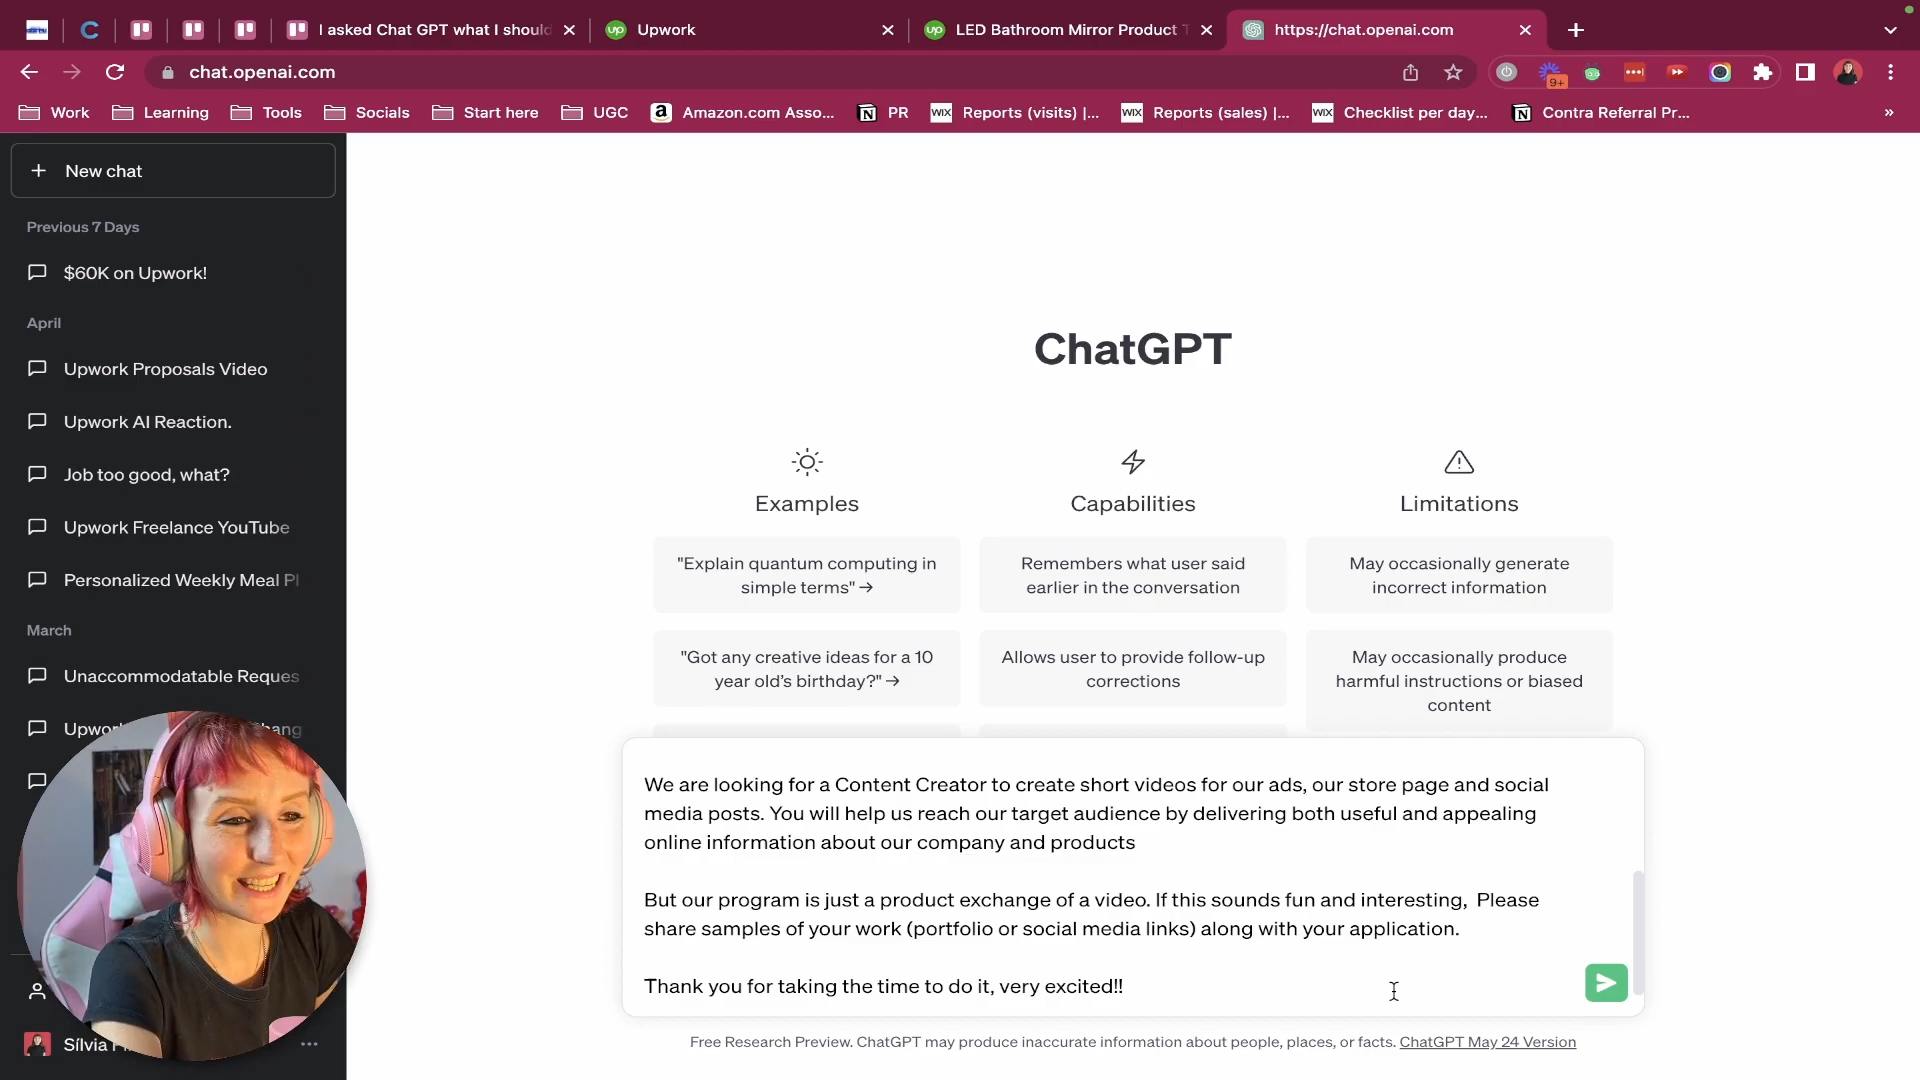 I asked Chat GPT what I should
Upwork
LED Bathroom Mirror Product
https://chat.openai.com
chat.openai.com
9+
Work
Learning
Tools
Socials
Start here
UGC
Amazon.com Asso...
PR
WIX
Reports (visits) |...
WIX
Reports (sales) |...
WIX
Checklist per day...
Contra Referral Pr...
»
+ New chat
Previous 7 Days
$60K on Upwork!
April
Upwork Proposals Video
Upwork AI Reaction.
Job too good, what?
Upwork Freelance YouTube
Personalized Weekly Meal Pl
March
Unaccommodatable Reques
Sílvia
ChatGPT
Examples
Capabilities
Limitations
"Explain quantum computing in
simple terms" →
Remembers what user said
earlier in the conversation
May occasionally generate
incorrect information
"Got any creative ideas for a 10
year old's birthday?" →
Allows user to provide follow-up
corrections
May occasionally produce
harmful instructions or biased
content
We are looking for a Content Creator to create short videos for our ads, our store page and social
media posts. You will help us reach our target audience by delivering both useful and appealing
online information about our company and products
But our program is just a product exchange of a video. If this sounds fun and interesting,  Please
share samples of your work (portfolio or social media links) along with your application.
Thank you for taking the time to do it, very excited!!
Free Research Preview. ChatGPT may produce inaccurate information about people, places, or facts. ChatGPT May 24 Version